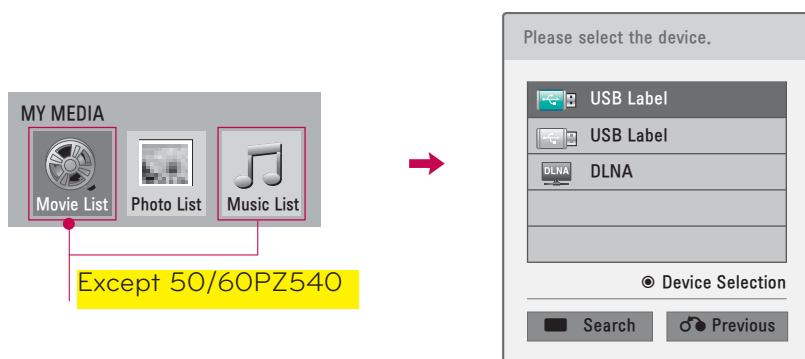 MY MEDIA
Movie List
Photo List
Music List
Except 50/60PZ540
Please select the device.
USB Label
USB Label
DLNA DLNA
Device Selection
Search
Previous